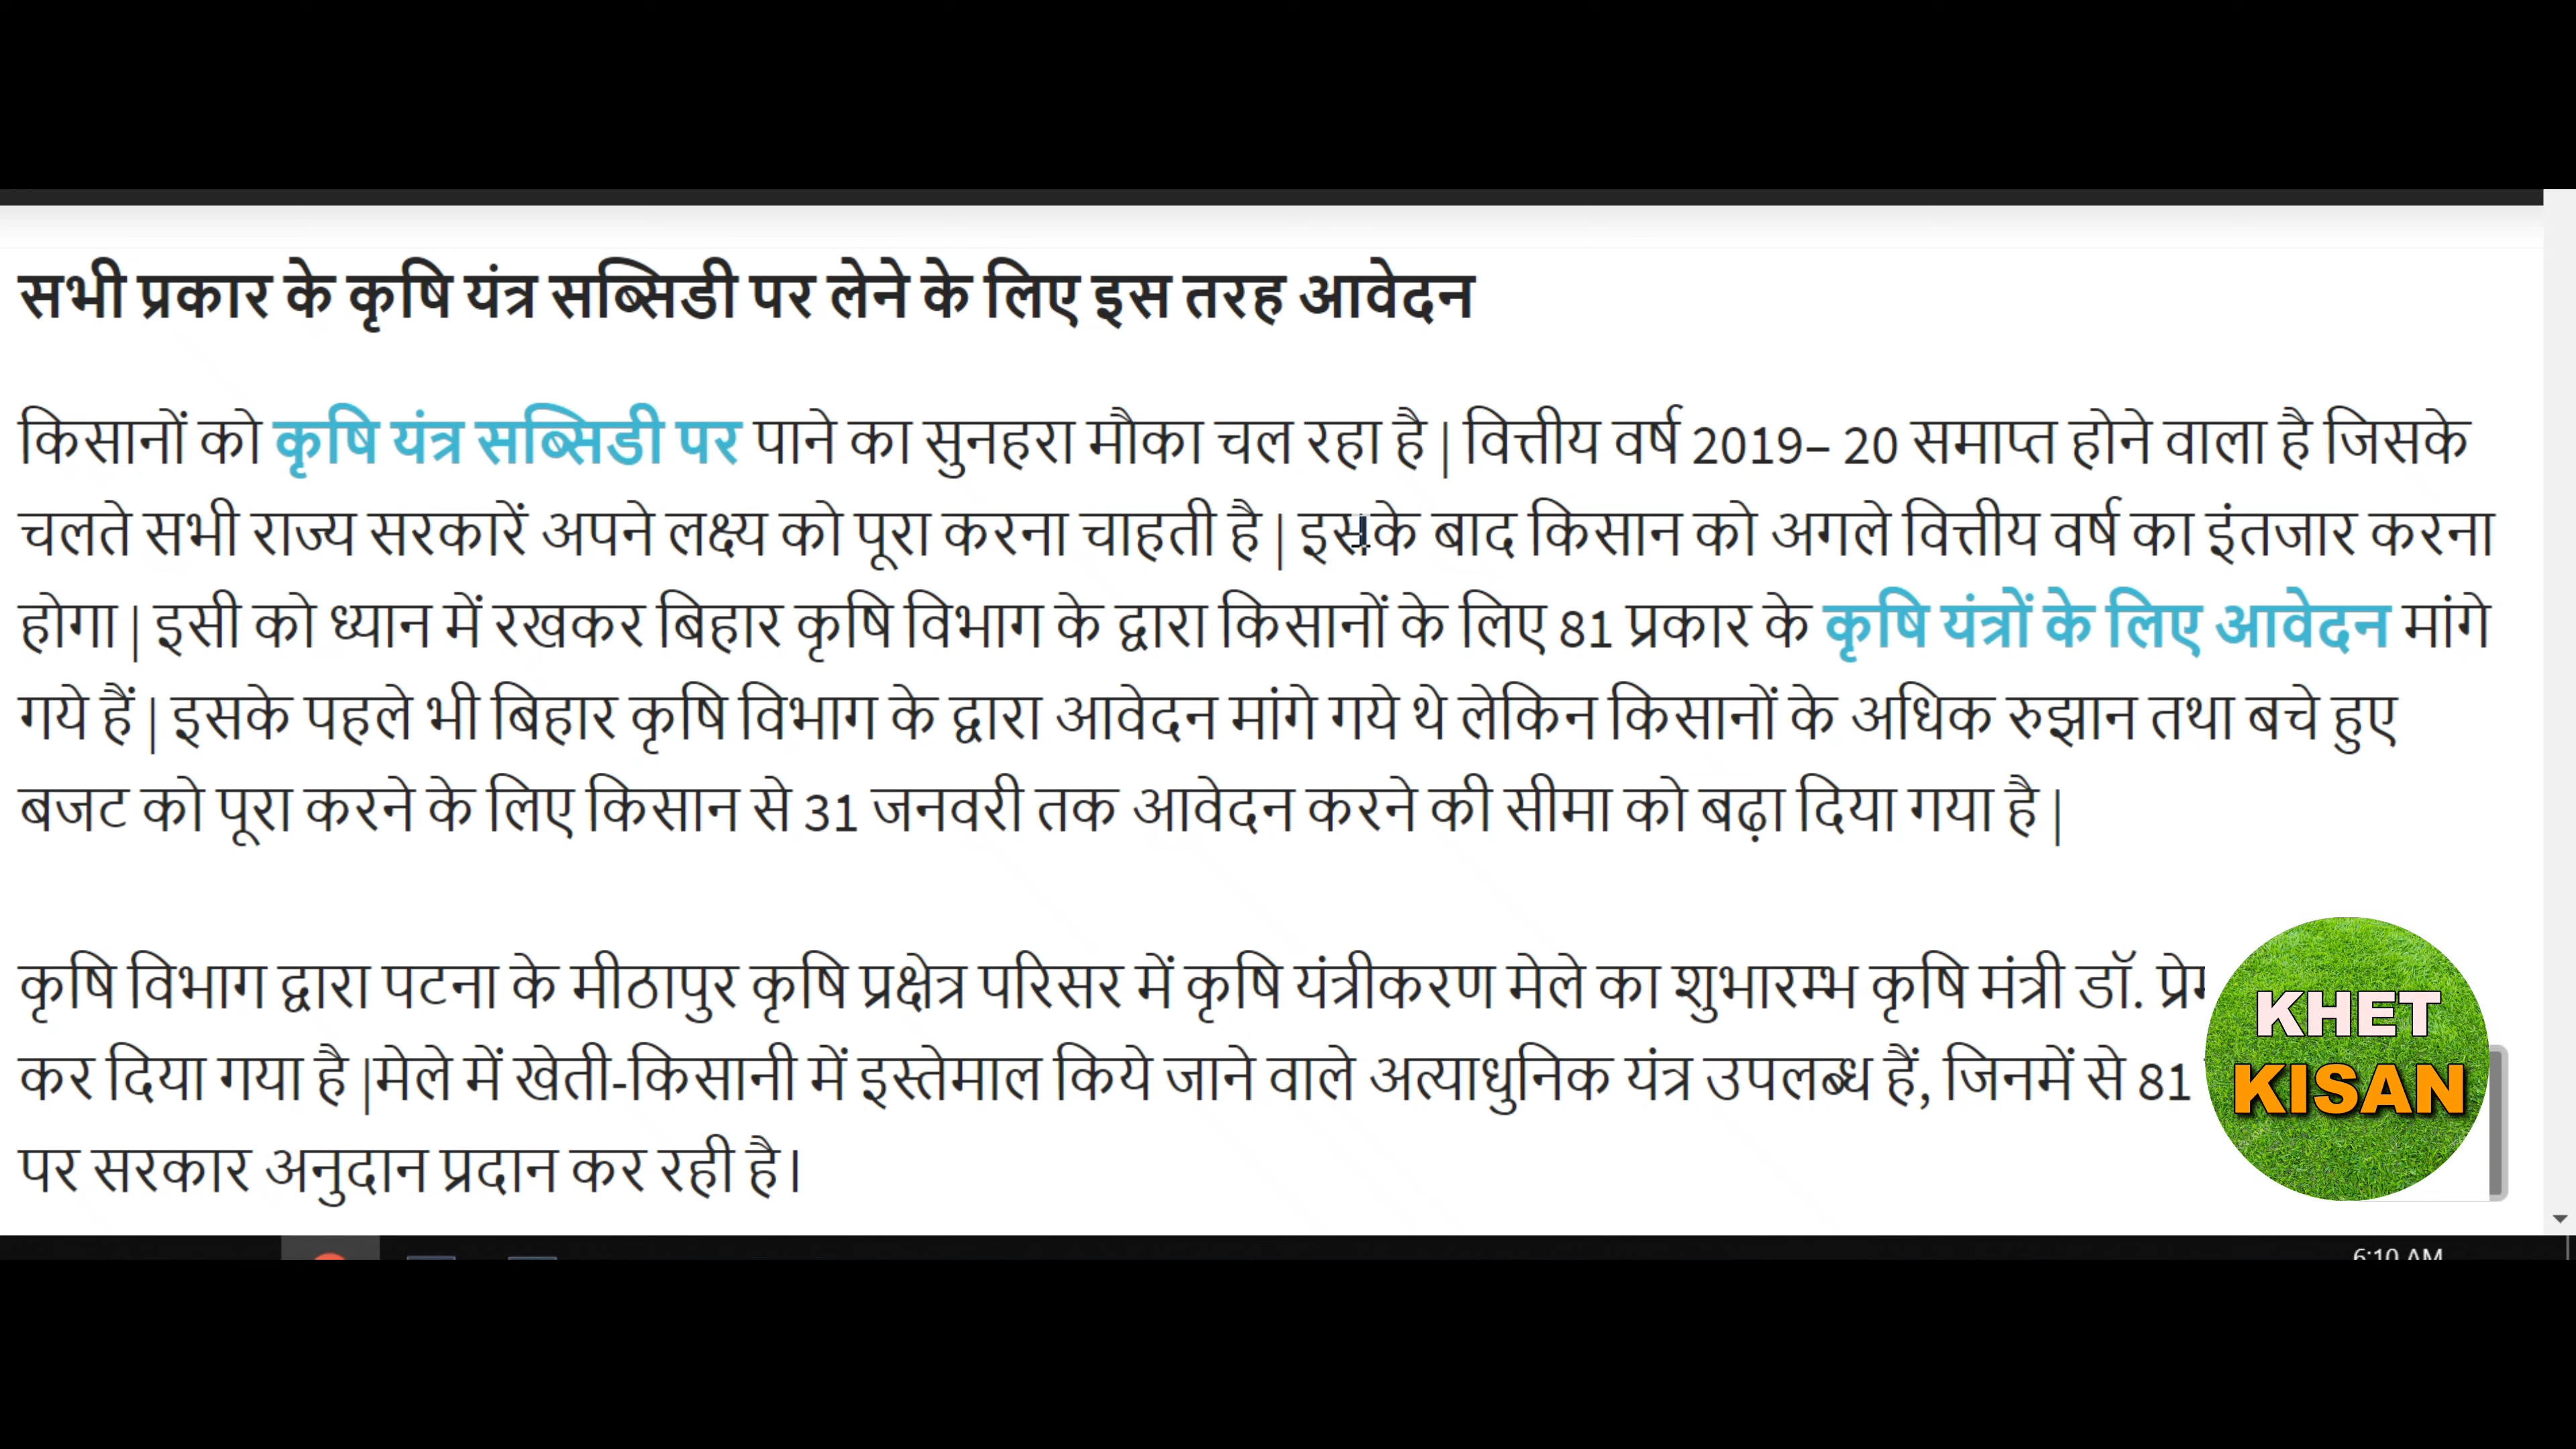 सभी प्रकार के कृषि यंत्र सब्सिडी पर लेने के लिए इस तरह आवेदन
किसानों को कृषि यंत्र सब्सिडी पर पाने का सुनहरा मौका चल रहा है | वित्तीय वर्ष 2019– 20 समाप्त होने वाला है जिसके
चलते सभी राज्य सरकारें अपने लक्ष्य को पूरा करना चाहती है | इसके बाद किसान को अगले वित्तीय वर्ष का इंतजार करना
होगा | इसी को ध्यान में रखकर बिहार कृषि विभाग के द्वारा किसानों के लिए 81 प्रकार के कृषि यंत्रों के लिए आवेदन मांगे
गये हैं | इसके पहले भी बिहार कृषि विभाग के द्वारा आवेदन मांगे गये थे लेकिन किसानों के अधिक रुझान तथा बचे हुए
बजट को पूरा करने के लिए किसान से 31 जनवरी तक आवेदन करने की सीमा को बढ़ा दिया गया है |
कृषि विभाग द्वारा पटना के मीठापुर कृषि प्रक्षेत्र परिसर में कृषि यंत्रीकरण मेले का शुभारम्भ कृषि मंत्री डॉ.
कर दिया गया है |मेले में खेती-किसानी में इस्तेमाल किये जाने वाले अत्याधुनिक यंत्र उपलब्ध हैं, जिनमें से 81
पर सरकार अनुदान प्रदान कर रही है।
KHET
KISAN
6:10 AM